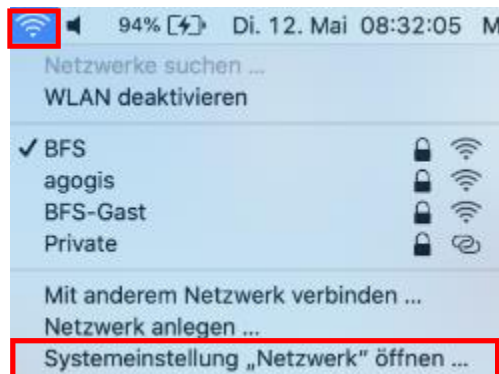 94% Di. 12. Mai 08:32:05 M
Netzwerke suchen ...
WLAN deaktivieren
✓ BFS
agogis
BFS-Gast
Private
Mit anderem Netzwerk verbinden ...
Netzwerk anlegen ...
Systemeinstellung „Netzwerk“ öffnen ...